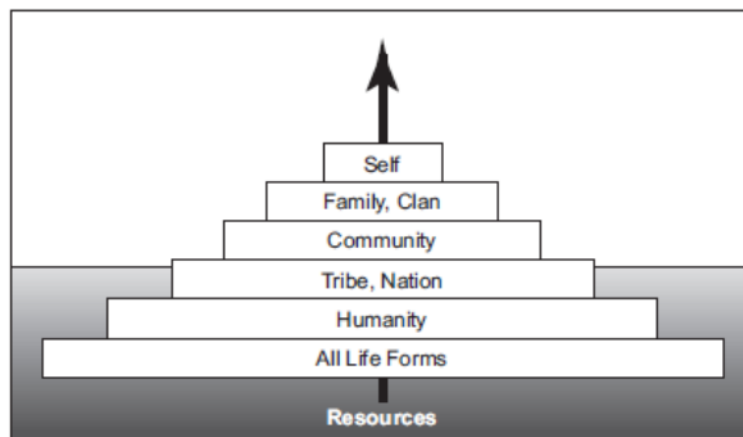 Self
Family, Clan
Community
Tribe, Nation
Humanity
All Life Forms
Resources